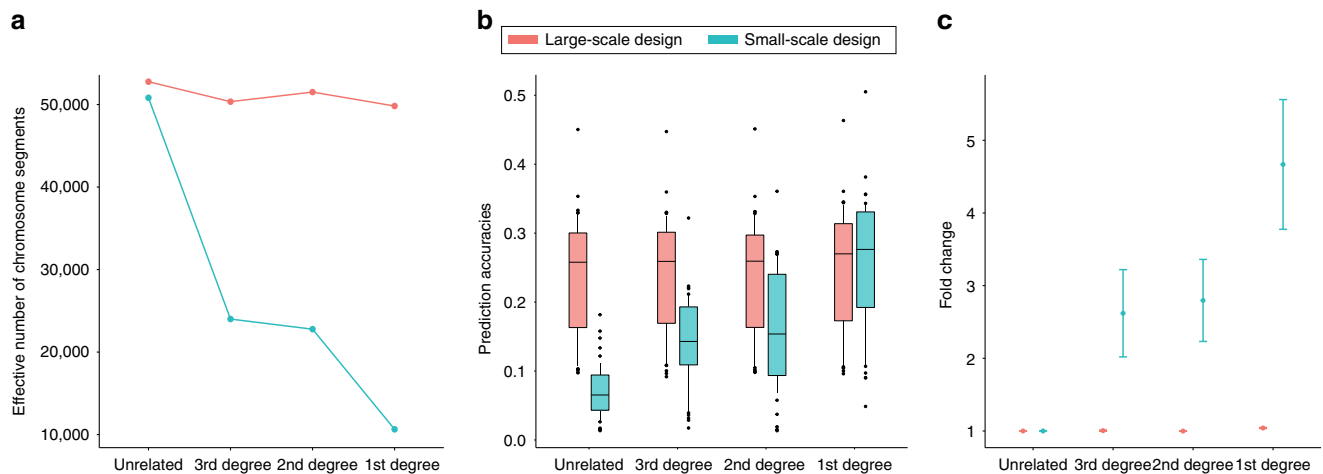 a
b
c
Large-scale design
Small-scale design
Effective number of chromosome segments
50,000
40,000
30,000
20,000
10,000
Unrelated
3rd degree
2nd degree
1st degree
Prediction accuracies
0.5
0.4
0.3
0.2
0.1
0.0
Unrelated
3rd degree
2nd degree
1st degree
Fold change
5
4
3
2
1
Unrelated
3rd degree
2nd degree
1st degree